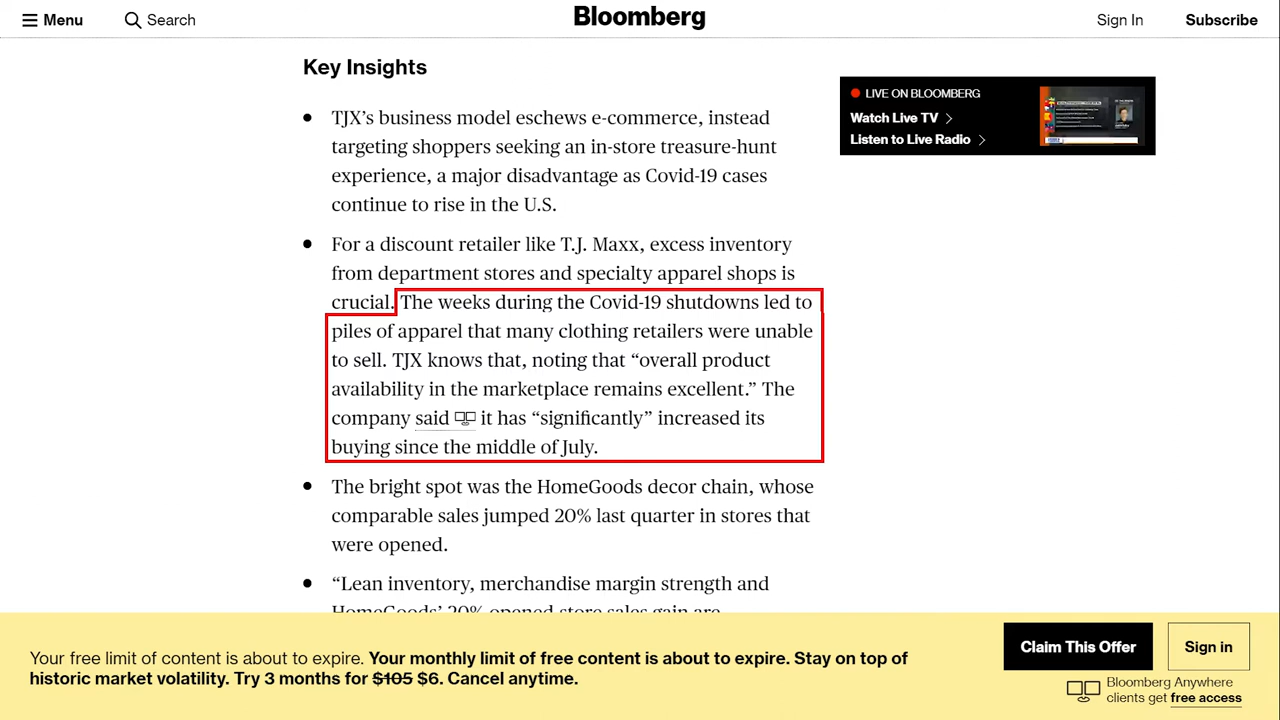 Menu
Search
Bloomberg
Sign In
Subscribe
Key Insights
TJX’s business model eschews e-commerce, instead
targeting shoppers seeking an in-store treasure-hunt
experience, a major disadvantage as Covid-19 cases
continue to rise in the U.S.
For a discount retailer like T.J. Maxx, excess inventory
from department stores and specialty apparel shops is
crucial. The weeks during the Covid-19 shutdowns led to
piles of apparel that many clothing retailers were unable
to sell. TJX knows that, noting that “overall product
availability in the marketplace remains excellent.” The
company said it has “significantly” increased its
buying since the middle of July.
The bright spot was the HomeGoods decor chain, whose
comparable sales jumped 20% last quarter in stores that
were opened.
“Lean inventory, merchandise margin strength and
HomeGoods’ 20% opened store sales gain are
LIVE ON BLOOMBERG
Watch Live TV
Listen to Live Radio
Your free limit of content is about to expire. Your monthly limit of free content is about to expire. Stay on top of
historic market volatility. Try 3 months for $105 $6. Cancel anytime.
Claim This Offer
Sign in
Bloomberg Anywhere
clients get free access